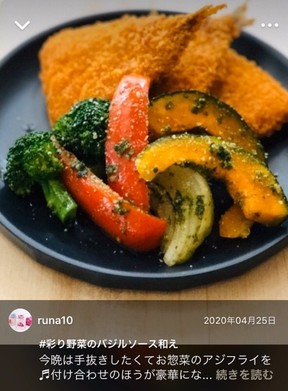 runa10
2020年04月25日
#彩り野菜のバジルソース和え
今晩は手抜きしたくてお惣菜のアジフライを
♬付け合わせのほうが豪華にな... 続きを読む